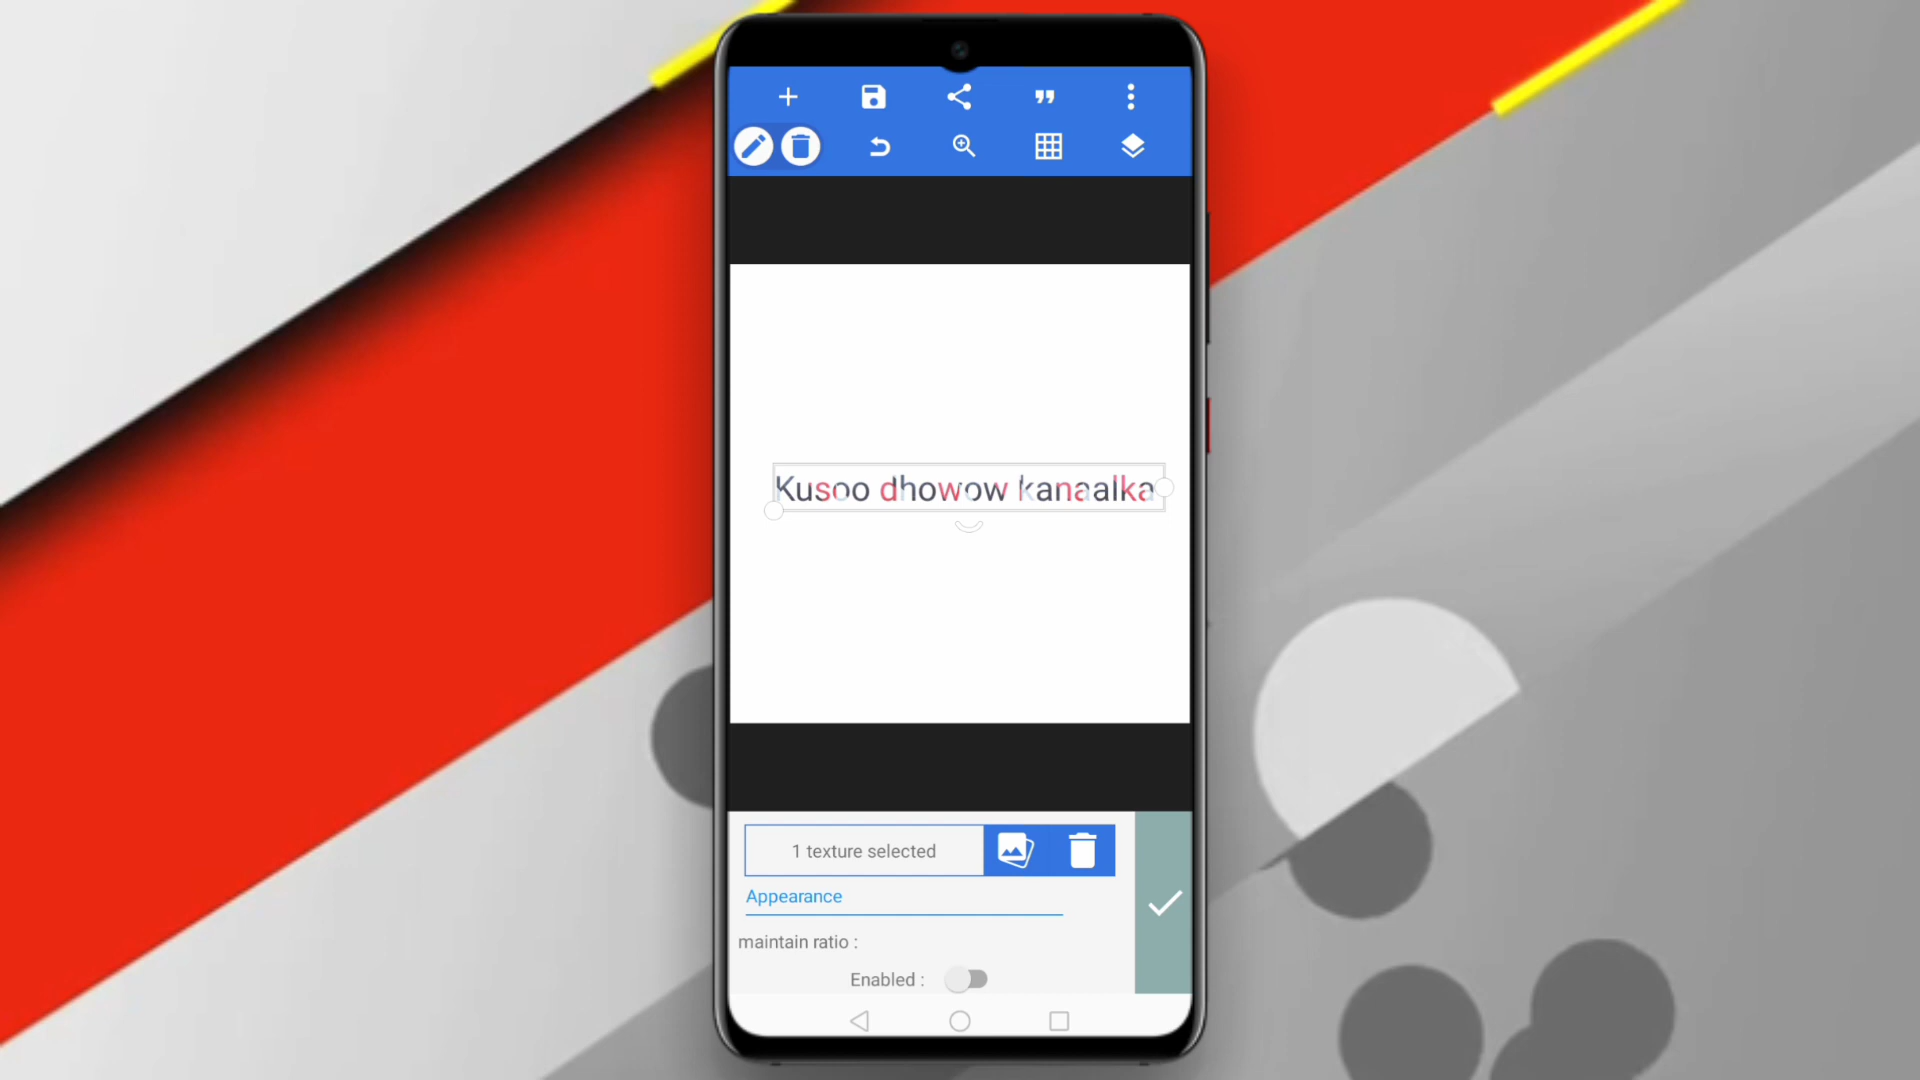 Kusoo dhowow kanaalka
1 texture selected
Appearance
maintain ratio :
Enabled :